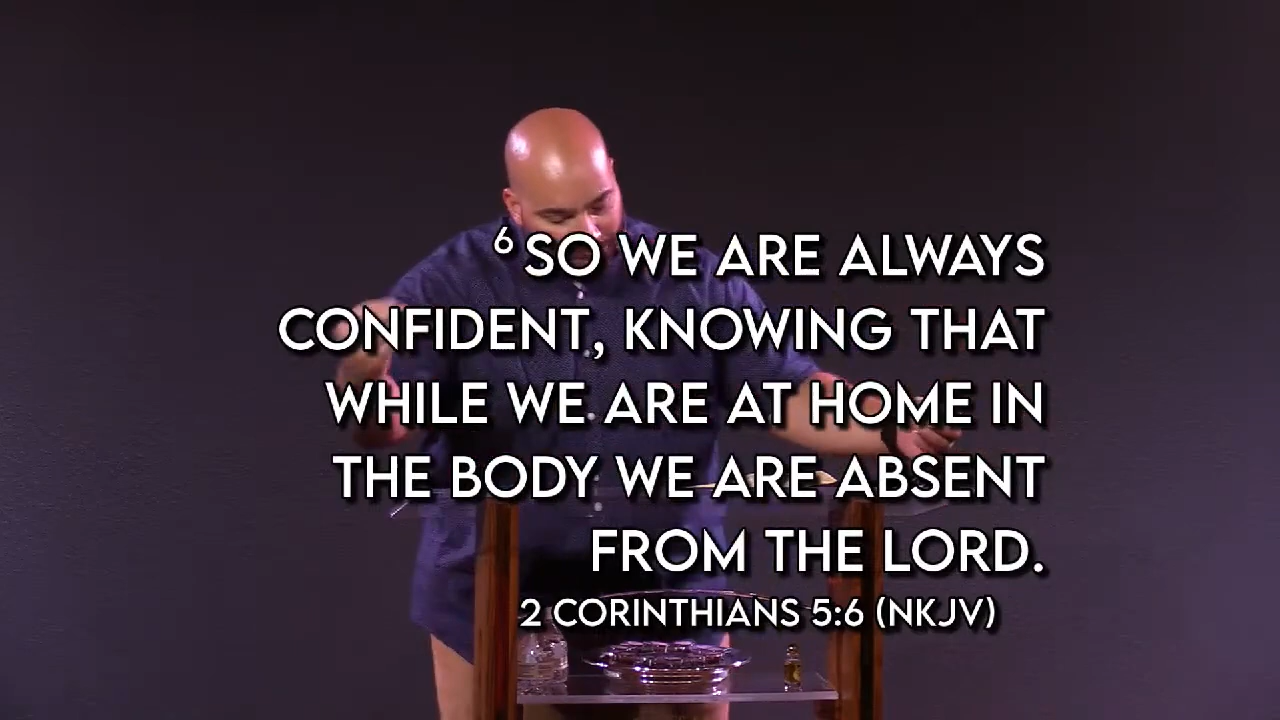 ⁶ SO WE ARE ALWAYS
CONFIDENT, KNOWING THAT
WHILE WE ARE AT HOME IN
THE BODY WE ARE ABSENT
FROM THE LORD.
2 CORINTHIANS 5:6 (NKJV)